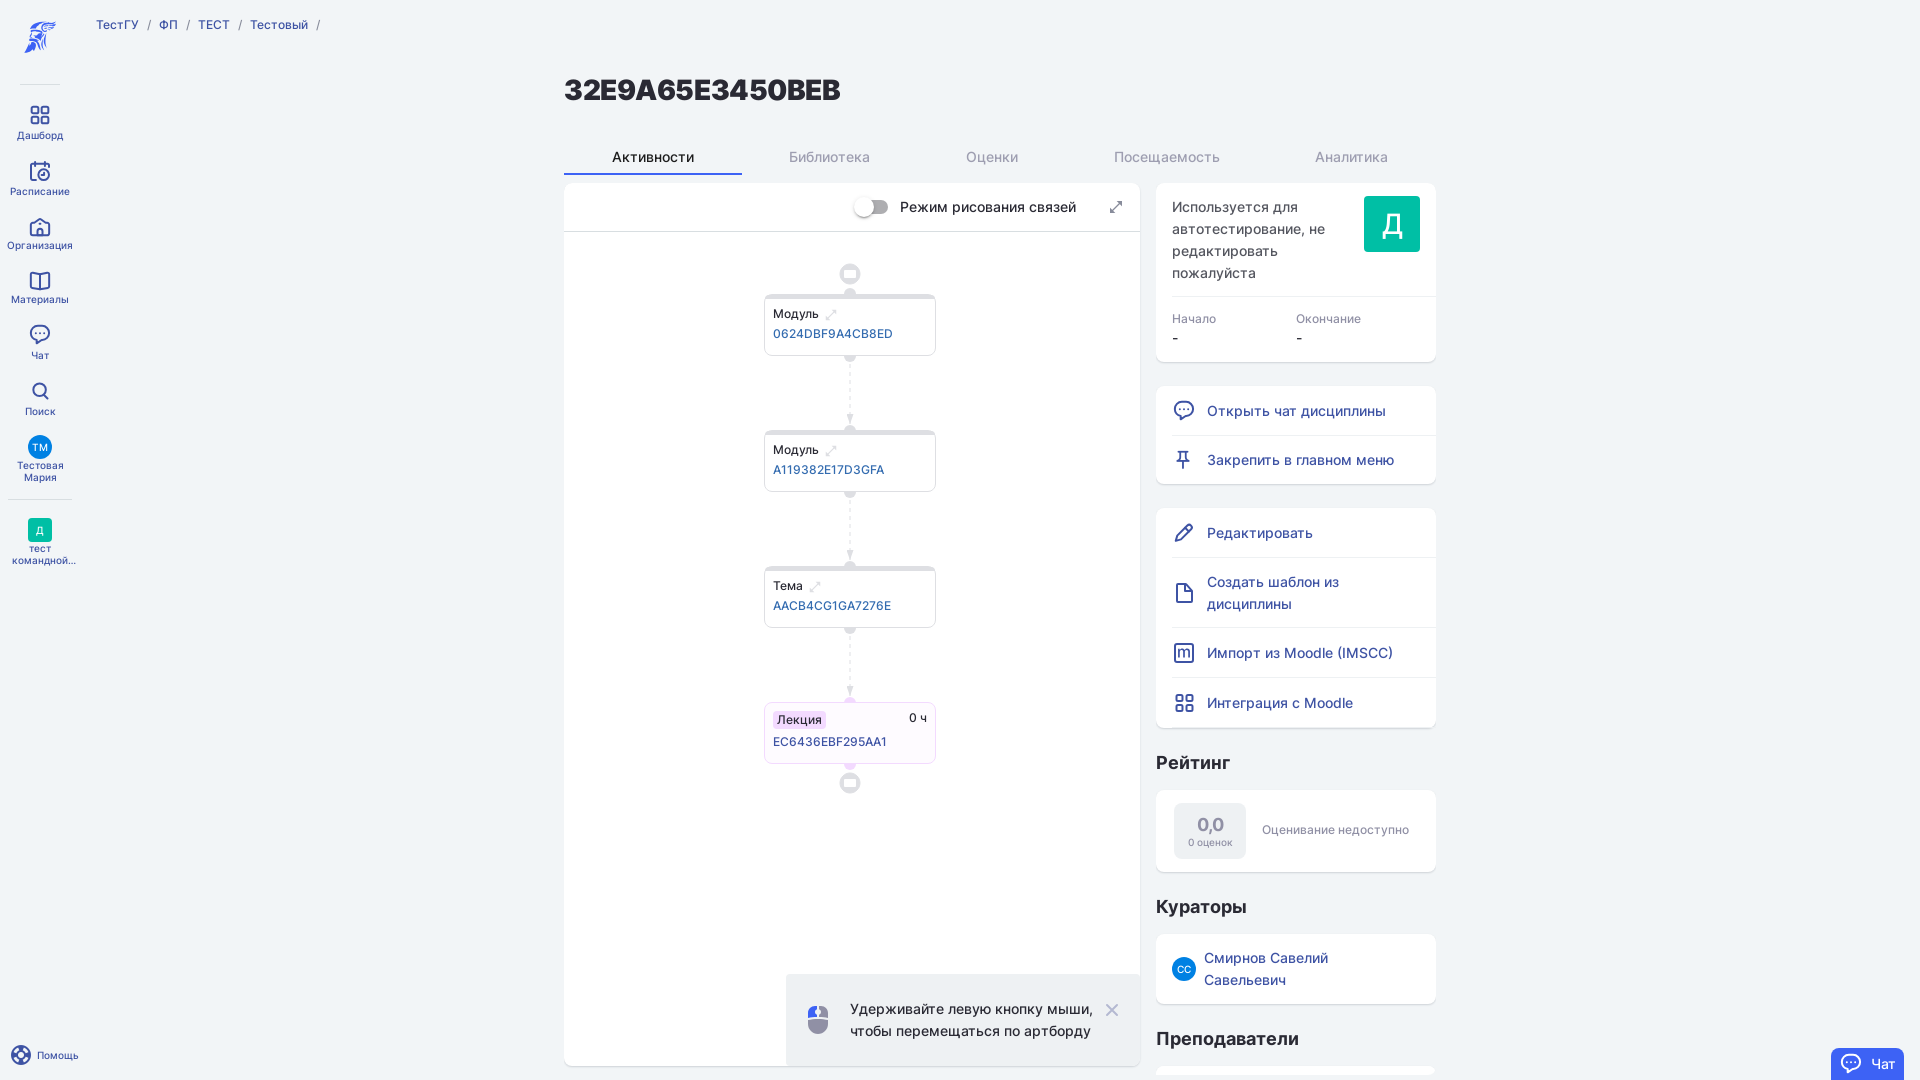 ТестГУ / ФП / ТЕСТ / Тестовый /
32E9A65E3450BEB
Дашборд
Расписание
Организация
Материалы
Чат
Поиск
ТМ
Тестовая
Мария
Д
тест
командной...
Помощь
Активности
Библиотека
Оценки
Посещаемость
Аналитика
Режим рисования связей
Модуль
0624DBF9A4CB8ED
Модуль
A119382E17D3GFA
Тема
AACB4CG1GA7276E
Лекция
0 ч
EC6436EBF295AA1
Удерживайте левую кнопку мыши,
чтобы перемещаться по артборду
Используется для
автотестирование, не
редактировать
пожалуйста
Д
Начало
Окончание
-
-
Открыть чат дисциплины
Закрепить в главном меню
Редактировать
Создать шаблон из
дисциплины
m
Импорт из Moodle (IMSCC)
Интеграция с Moodle
Рейтинг
0,0
0 оценок
Оценивание недоступно
Кураторы
СС
Смирнов Савелий
Савельевич
Преподаватели
Чат